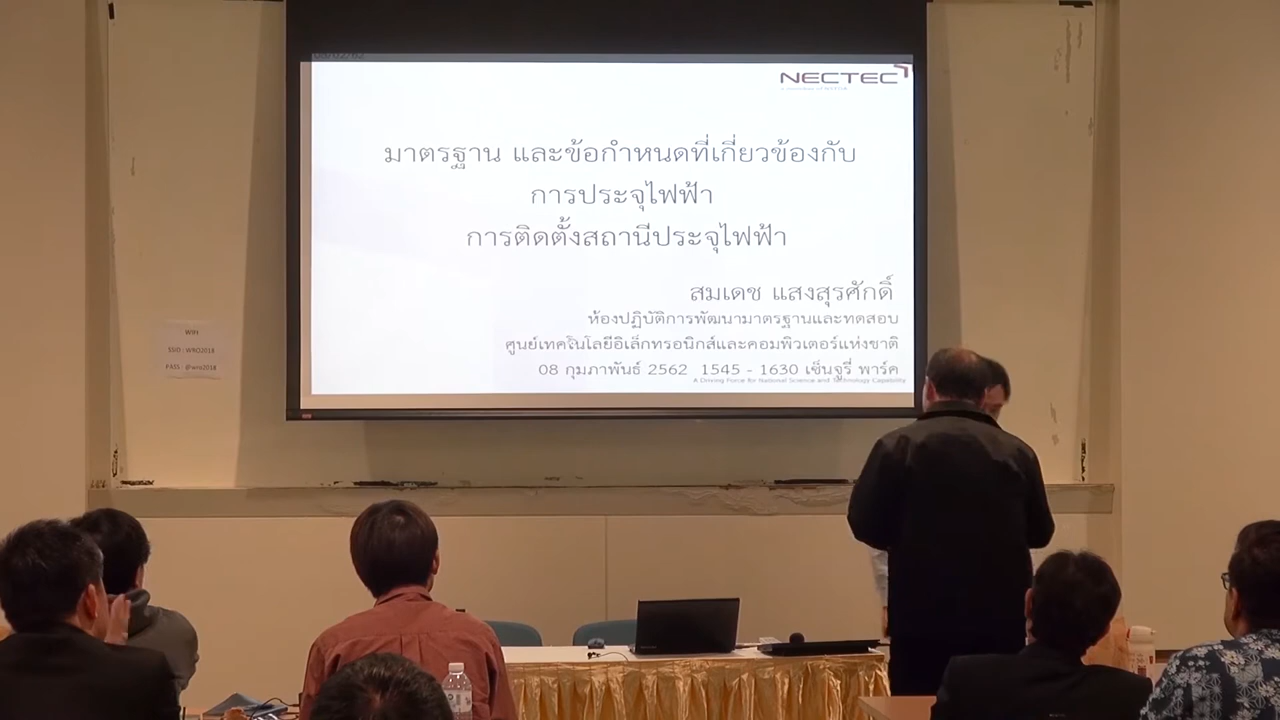 NECTEC
a member of NSTDA
มาตรฐาน และข้อกำหนดที่เกี่ยวข้องกับ
การประจุไฟฟ้า
การติดตั้งสถานีประจุไฟฟ้า
สมเดช แสงสุรศักดิ์
ห้องปฏิบัติการพัฒนามาตรฐานและทดสอบ
ศูนย์เทคโนโลยีอิเล็กทรอนิกส์และคอมพิวเตอร์แห่งชาติ
08 กุมภาพันธ์ 2562 1545 - 1630 เซ็นจูรี่ พาร์ค
A Driving Force for National Science and Technology Capability
SSID : WRO2018
PASS : @wro2018